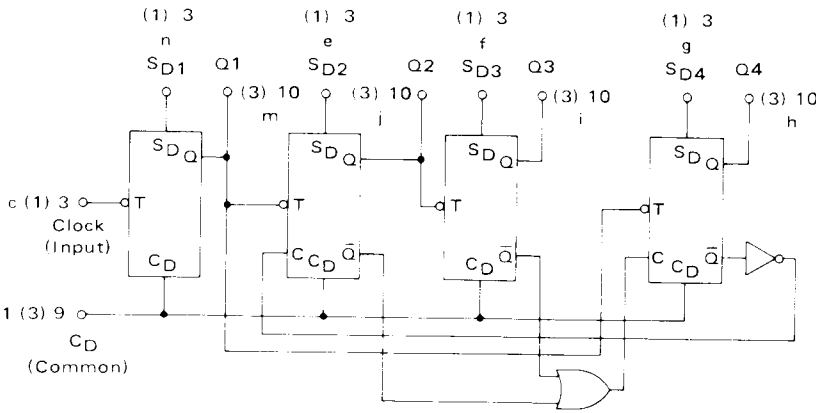 (1) 3 (1) 3 (1) 3 (1) 3
n e f g
SD1 Q1 SD2 Q2 SD3 Q3 SD4 Q4
(3) 10 (3) 10 (3) 10 (3) 10
m j i h
SD Q SD Q SD Q SD Q
c (1) 3 T T T T
Clock
(Input)
CD C CD Q̅ CD Q̅ C CD Q̅
1 (3) 9
CD
(Common)